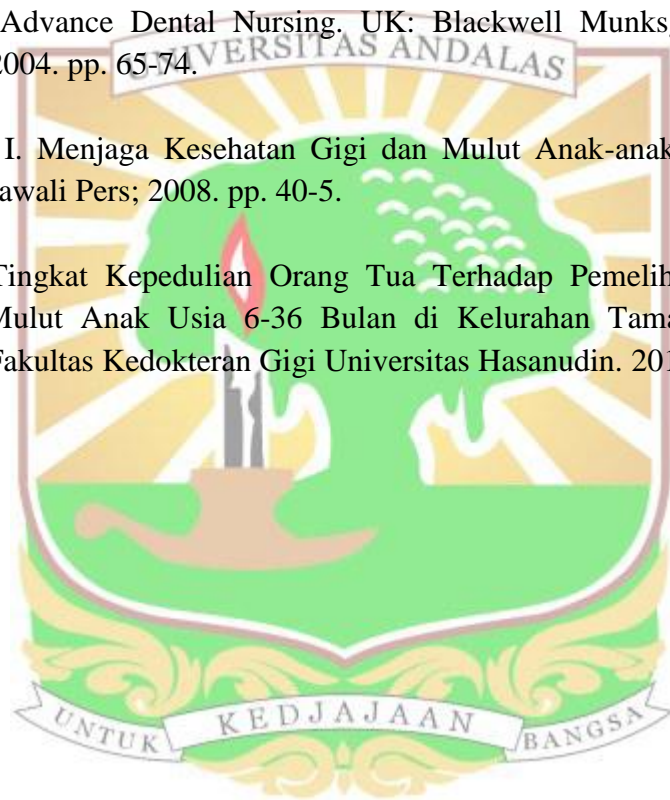 Advance Dental Nursing. UK: Blackwell Munks,
2004. pp. 65-74.
UNIVERSITAS ANDALAS
I. Menjaga Kesehatan Gigi dan Mulut Anak-anak
awali Pers; 2008. pp. 40-5.
Tingkat Kepedulian Orang Tua Terhadap Pemelih
Mulut Anak Usia 6-36 Bulan di Kelurahan Tama
Fakultas Kedokteran Gigi Universitas Hasanudin. 201
UNTUK KEDJAJAAN BANGSA